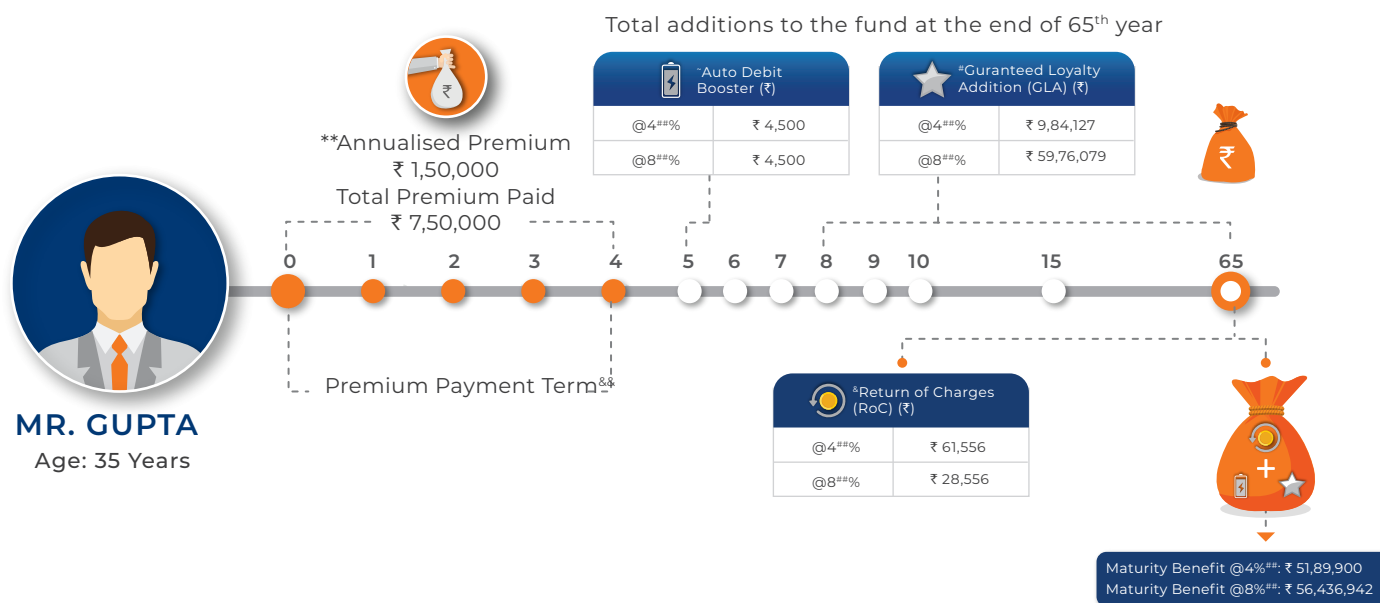 Total additions to the fund at the end of 65th year
~Auto Debit
Booster (₹)
@4##% ₹ 4,500
@8##% ₹ 4,500
#Guranteed Loyalty
Addition (GLA) (₹)
@4##% ₹ 9,84,127
@8##% ₹ 59,76,079
₹
₹
**Annualised Premium
₹ 1,50,000
Total Premium Paid
₹ 7,50,000
0 1 2 3 4 5 6 7 8 9 10 15 65
Premium Payment Term&&
MR. GUPTA
Age: 35 Years
&Return of Charges
(RoC) (₹)
@4##% ₹ 61,556
@8##% ₹ 28,556
+
Maturity Benefit @4%##: ₹ 51,89,900
Maturity Benefit @8%##: ₹ 56,436,942